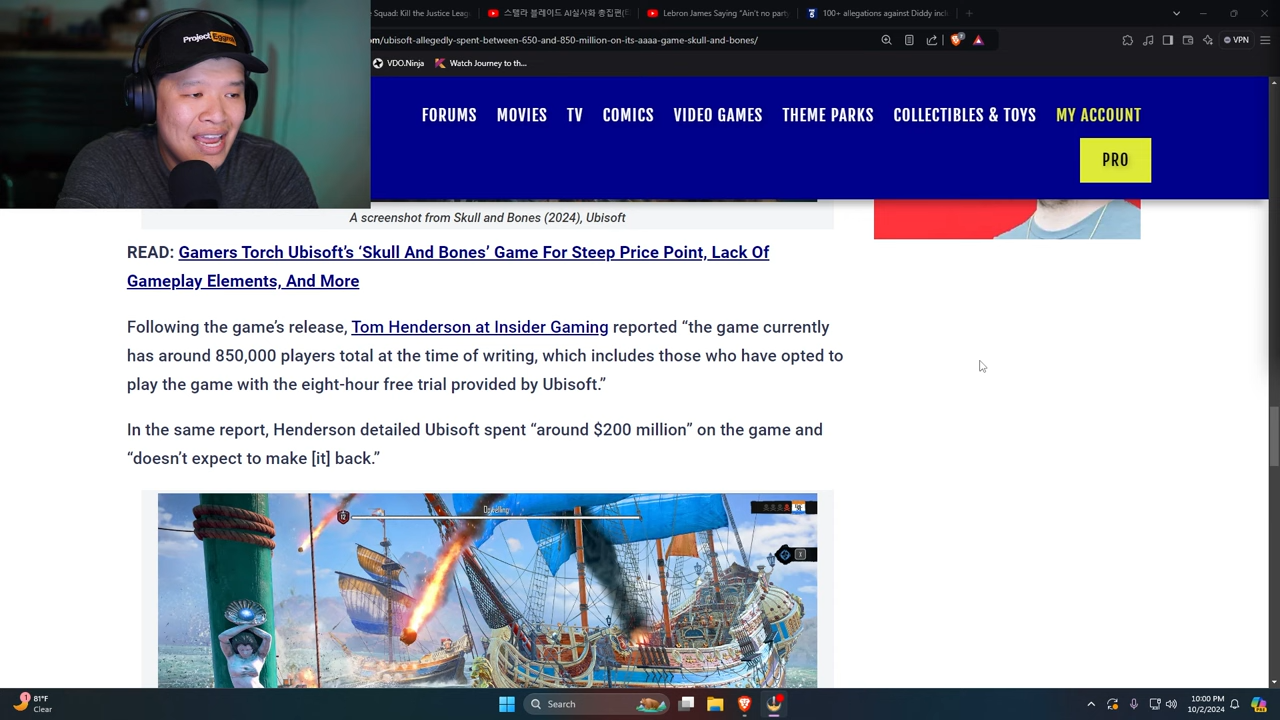 Project Eggs
Squad: Kill the Justice Leag
스텔라 블레이드 AI실사화 총집편(E
Lebron James Saying "Ain't no party
100+ allegations against Diddy incl
om/ubisoft-allegedly-spent-between-650-and-850-million-on-its-aaaa-game-skull-and-bones/
VPN
VDO.Ninja
Watch Journey to th...
FORUMS MOVIES TV COMICS VIDEO GAMES THEME PARKS COLLECTIBLES & TOYS MY ACCOUNT
PRO
A screenshot from Skull and Bones (2024), Ubisoft
READ: Gamers Torch Ubisoft's ‘Skull And Bones’ Game For Steep Price Point, Lack Of
Gameplay Elements, And More
Following the game's release, Tom Henderson at Insider Gaming reported “the game currently
has around 850,000 players total at the time of writing, which includes those who have opted to
play the game with the eight-hour free trial provided by Ubisoft.”
In the same report, Henderson detailed Ubisoft spent “around $200 million” on the game and
“doesn't expect to make [it] back.”
12
81°F
Clear
Search
10:00 PM
10/2/2024